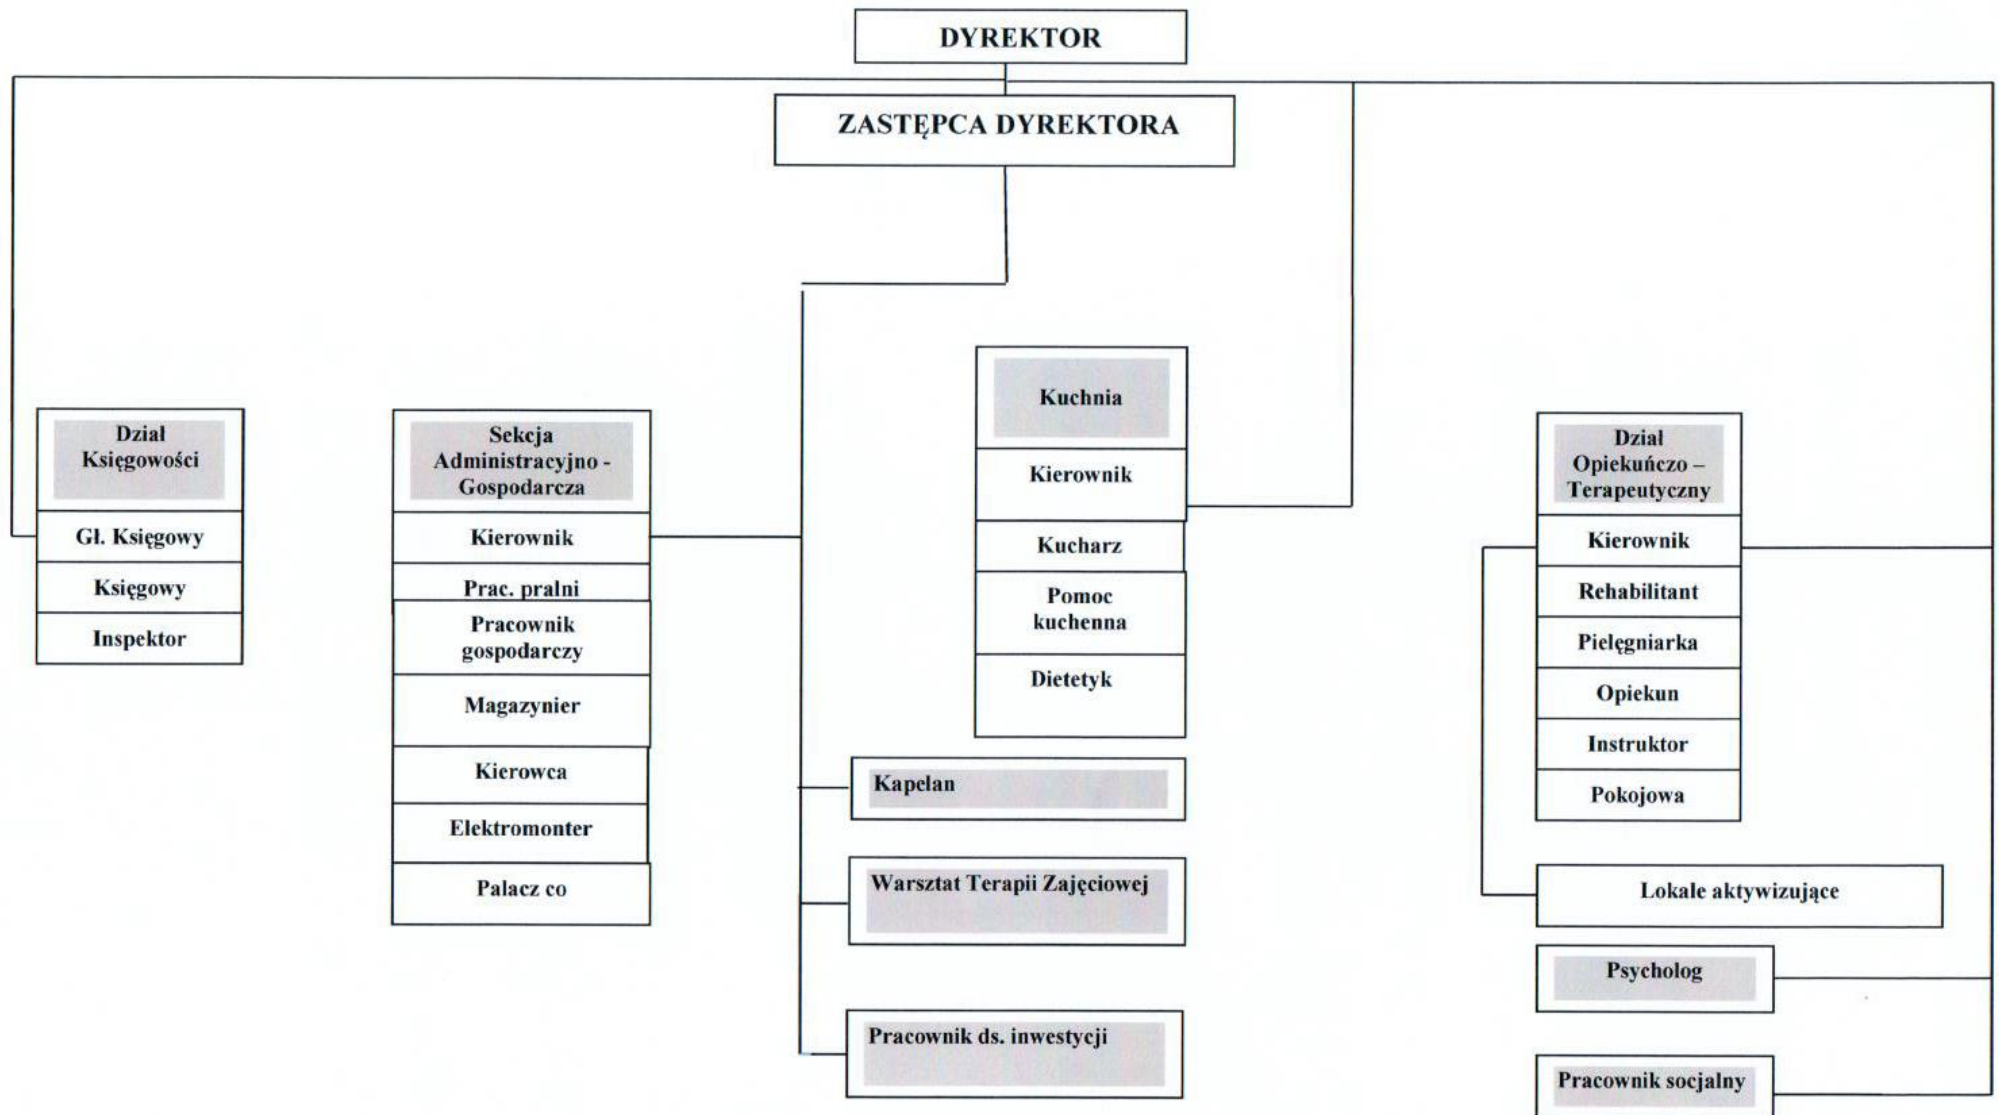 DYREKTOR
ZASTĘPCA DYREKTORA
Dział
Księgowości
Gł. Księgowy
Księgowy
Inspektor
Sekcja
Administracyjno -
Gospodarcza
Kierownik
Prac. pralni
Pracownik
gospodarczy
Magazynier
Kierowca
Elektromonter
Palacz co
Kuchnia
Kierownik
Kucharz
Pomoc
kuchenna
Dietetyk
Kapelan
Warsztat Terapii Zajęciowej
Pracownik ds. inwestycji
Dział
Opiekuńczo –
Terapeutyczny
Kierownik
Rehabilitant
Pielęgniarka
Opiekun
Instruktor
Pokojowa
Lokale aktywizujące
Psycholog
Pracownik socjalny